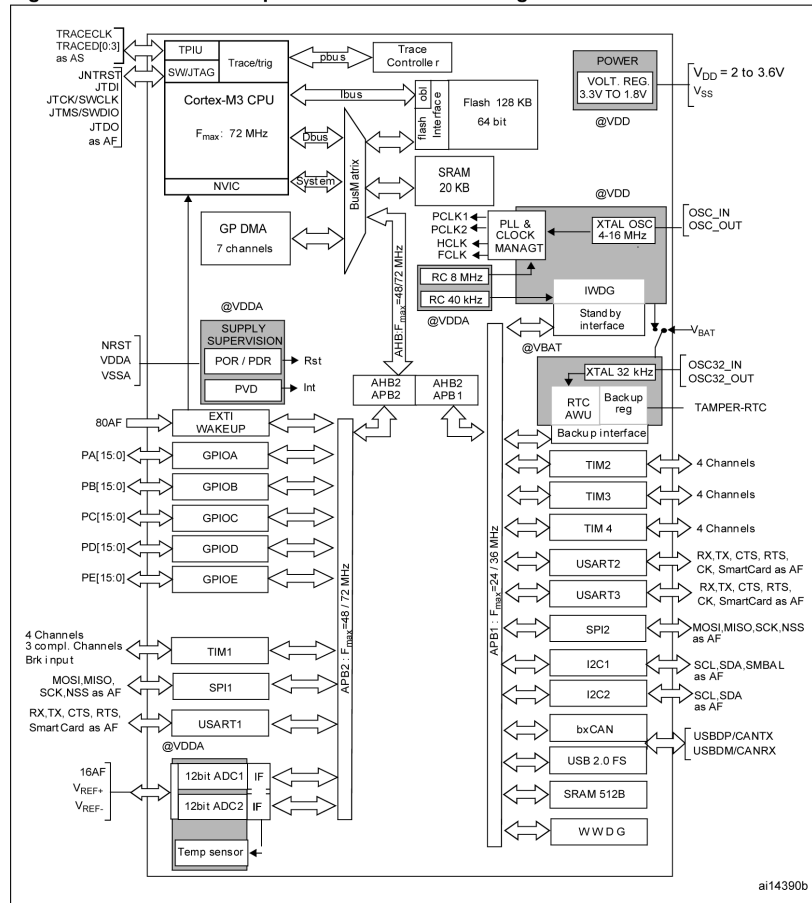 TRACECLK
TRACED[0:3]
as AS
TPIU
SW/JTAG
Trace/trig
pbus
Trace
Controller
JNTRST
JTDI
JTCK/SWCLK
JTMS/SWDIO
JTDO
as AF
Cortex-M3 CPU
Fmax: 72 MHz
NVIC
Ibus
Dbus
System
BusMatrix
obl
flash
Interface
Flash 128 KB
64 bit
SRAM
20 KB
POWER
VOLT. REG.
3.3V TO 1.8V
@VDD
VDD = 2 to 3.6V
VSS
GP DMA
7 channels
@VDD
PCLK1
PCLK2
HCLK
FCLK
PLL &
CLOCK
MANAGT
XTAL OSC
4-16 MHz
OSC_IN
OSC_OUT
RC 8 MHz
RC 40 kHz
@VDDA
IWDG
Stand by
interface
@VBAT
VBAT
AHB:Fmax=48/72 MHz
@VDDA
SUPPLY
SUPERVISION
NRST
VDDA
VSSA
POR / PDR
Rst
PVD
Int
AHB2
APB2
AHB2
APB1
XTAL 32 kHz
OSC32_IN
OSC32_OUT
RTC
AWU
Backup
reg
TAMPER-RTC
Backup interface
80AF
EXTI
WAKEUP
PA[15:0]
GPIOA
PB[15:0]
GPIOB
PC[15:0]
GPIOC
PD[15:0]
GPIOD
PE[15:0]
GPIOE
4 Channels
3 compl. Channels
Brk input
TIM1
MOSI,MISO,
SCK,NSS as AF
SPI1
RX,TX, CTS, RTS,
SmartCard as AF
USART1
@VDDA
16AF
VREF+
VREF-
12bit ADC1
IF
12bit ADC2
IF
Temp sensor
APB2 : Fmax=48 / 72 MHz
APB1 : Fmax=24 / 36 MHz
TIM2
4 Channels
TIM3
4 Channels
TIM 4
4 Channels
USART2
RX,TX, CTS, RTS,
CK, SmartCard as AF
USART3
RX,TX, CTS, RTS,
CK, SmartCard as AF
SPI2
MOSI,MISO,SCK,NSS
as AF
I2C1
SCL,SDA,SMBAL
as AF
I2C2
SCL,SDA
as AF
bxCAN
USBDP/CANTX
USBDM/CANRX
USB 2.0 FS
SRAM 512B
WWDG
ai14390b